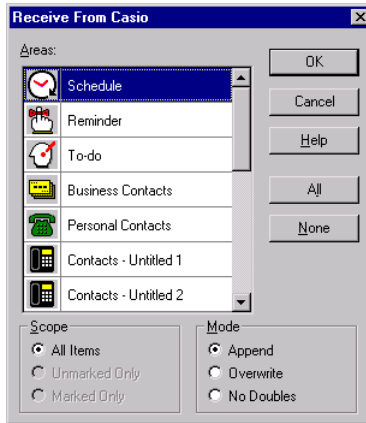 Receive From Casio
Areas:
Schedule
Reminder
To-do
Business Contacts
Personal Contacts
Contacts - Untitled 1
Contacts - Untitled 2
OK
Cancel
Help
All
None
Scope
All Items
Unmarked Only
Marked Only
Mode
Append
Overwrite
No Doubles